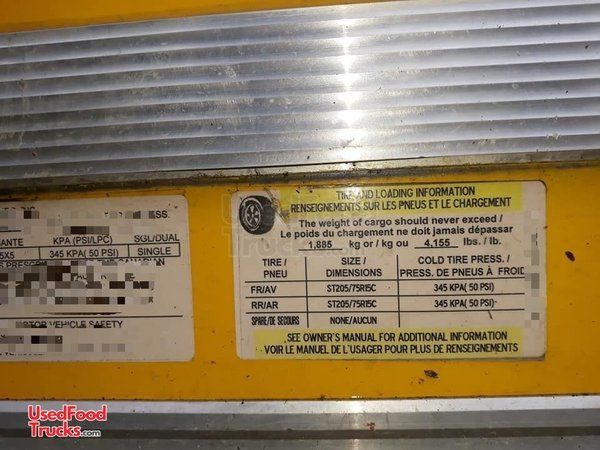 ESS.
IANTE KPA (PSI/LPC) SGL/DUAL
5X5 345 KPA( 50 PSI) SINGLE
MOTOR VEHICLE SAFETY
TIRE AND LOADING INFORMATION
RENSEIGNEMENTS SUR LES PNEUS ET LE CHARGEMENT
The weight of cargo should never exceed /
Le poids du chargement ne doit jamais dépassar
1,885 kg or/ kg ou 4,155 lbs. / lb.
TIRE / SIZE / COLD TIRE PRESS. /
PNEU DIMENSIONS PRESS. DE PNEUS À FROID
FR/AV ST205/75R15C 345 KPA( 50 PSI)
RR/AR ST205/75R15C 345 KPA( 50 PSI)
SPARE/DE SECOURS NONE/AUCUN
SEE OWNER'S MANUAL FOR ADDITIONAL INFORMATION
VOIR LE MANUEL DE L'USAGER POUR PLUS DE RENSEIGNEMENTS
UsedFood
Trucks.com